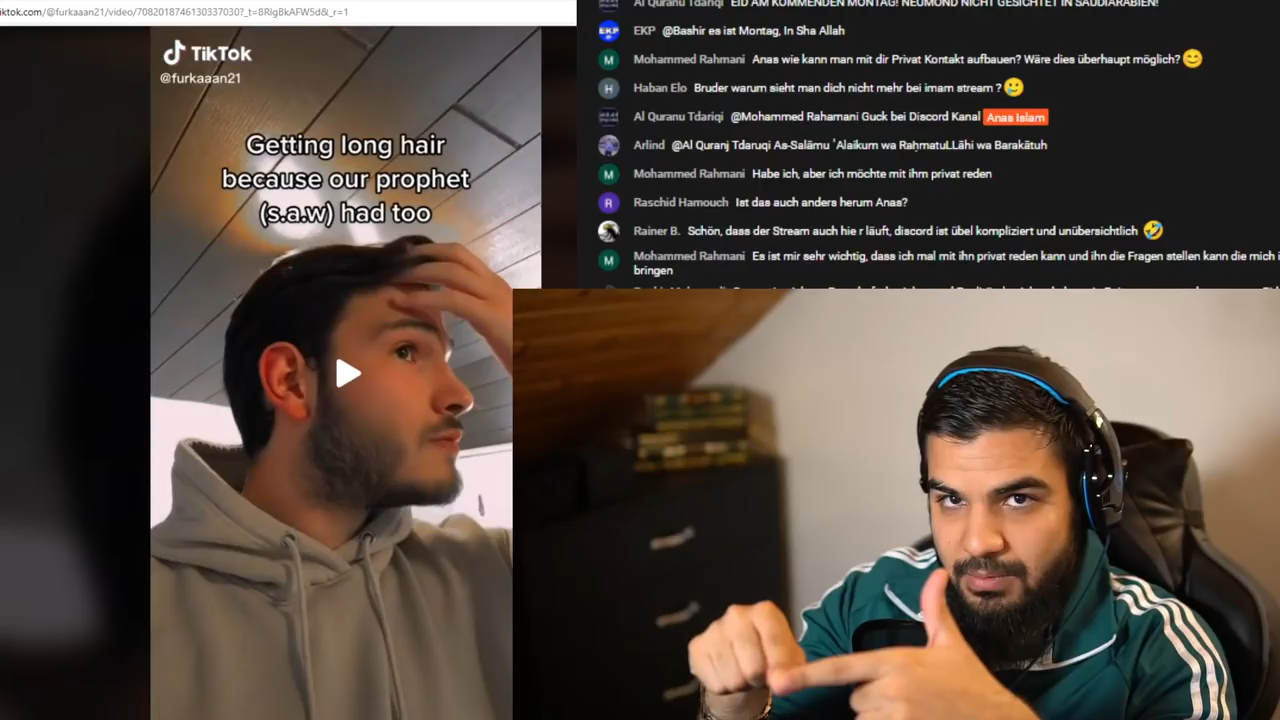 iktok.com/@furkaaan21/video/7082018746130337030?_t=8RlgBkAFW5d&_r=1
TikTok
@furkaaan21
Getting long hair
because our prophet
(s.a.w) had too
Al Quranu Tdariqi EID AM KOMMENDEN MONTAG! NEUMOND NICHT GESICHTET IN SAUDIARABIEN!
EKP @Bashir es ist Montag, In Sha Allah
Mohammed Rahmani Anas wie kann man mit dir Privat Kontakt aufbauen? Wäre dies überhaupt möglich? 😊
Haban Elo Bruder warum sieht man dich nicht mehr bei imam stream ? 🥲
Al Quranu Tdariqi @Mohammed Rahamani Guck bei Discord Kanal Anas Islam
Arlind @Al Quranj Tdaruqi As-Salāmu ʿAlaikum wa RaḥmatuLLāhi wa Barakātuh
Mohammed Rahmani Habe ich, aber ich möchte mit ihm privat reden
Raschid Hamouch Ist das auch anders herum Anas?
Rainer B. Schön, dass der Stream auch hie r läuft, discord ist übel kompliziert und unübersichtlich 🤣
Mohammed Rahmani Es ist mir sehr wichtig, dass ich mal mit ihn privat reden kann und ihn die Fragen stellen kann die mich i
bringen